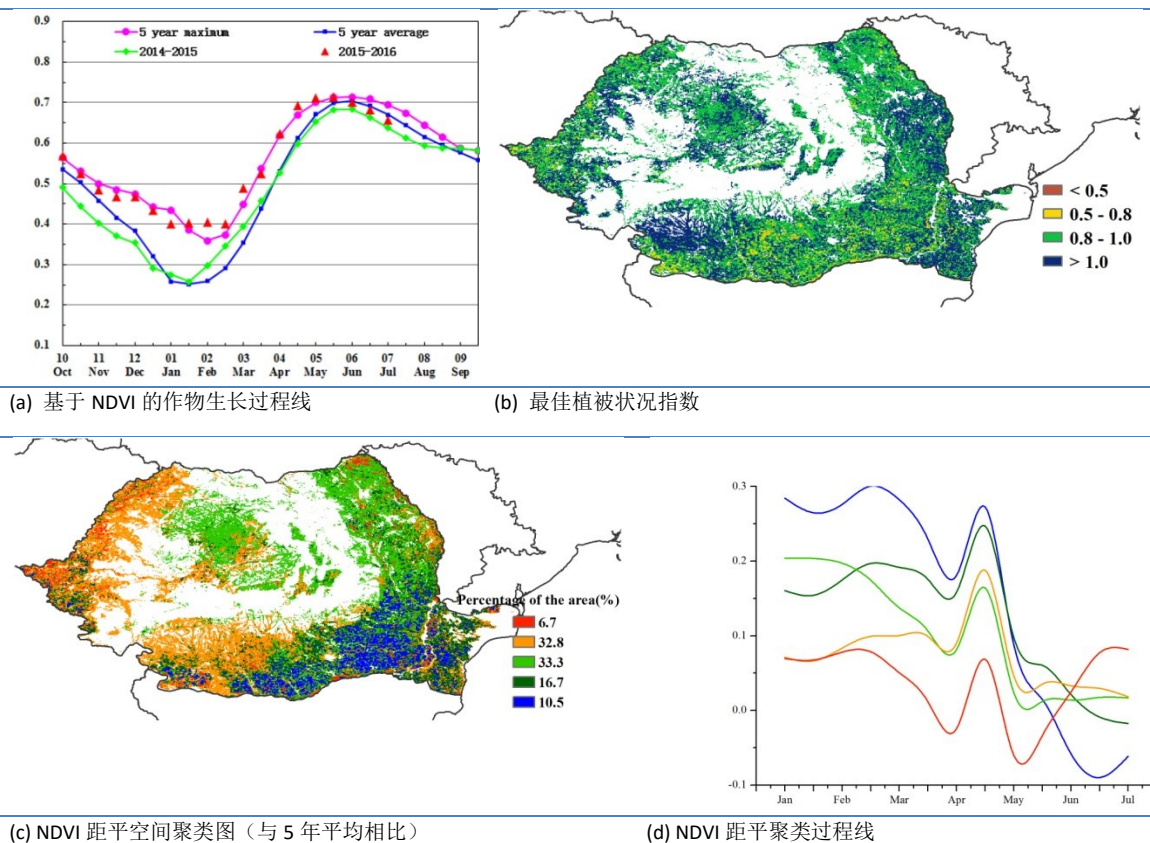 5 year maximum
5 year average
2014-2015
2015-2016
0.9
0.8
0.7
0.6
0.5
0.4
0.3
0.2
0.1
10 11 12 01 02 03 04 05 06 07 08 09
Oct Nov Dec Jan Feb Mar Apr May Jun Jul Aug Sep
< 0.5
0.5 - 0.8
0.8 - 1.0
> 1.0
(a) 基于 NDVI 的作物生长过程线
(b) 最佳植被状况指数
Percentage of the area(%)
6.7
32.8
33.3
16.7
10.5
0.3
0.2
0.1
0.0
-0.1
Jan Feb Mar Apr May Jun Jul
(c) NDVI 距平空间聚类图（与 5 年平均相比）
(d) NDVI 距平聚类过程线